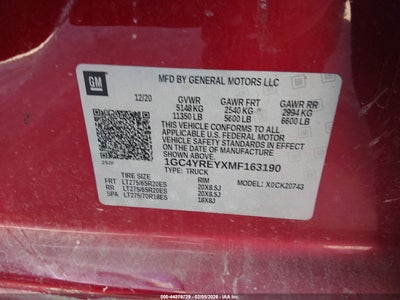 GM
MFD BY GENERAL MOTORS LLC
12/20 GVWR GAWR FRT GAWR RR
5148 KG 2540 KG 2994 KG
11350 LB 5600 LB 6600 LB
THIS VEHICLE CONFORMS TO ALL
APPLICABLE U.S. FEDERAL MOTOR
VEHICLE SAFETY STANDARDS IN EFFECT ON
THE DATE OF MANUFACTURE SHOWN ABOVE.
1GC4YREYXMF163190
TYPE: TRUCK MODEL: X0CK20743
RIM
FRT LT275/65R20ES 20X8.5J
RR LT275/65R20ES 20X8.5J
SPA LT275/70R18ES 18X8J